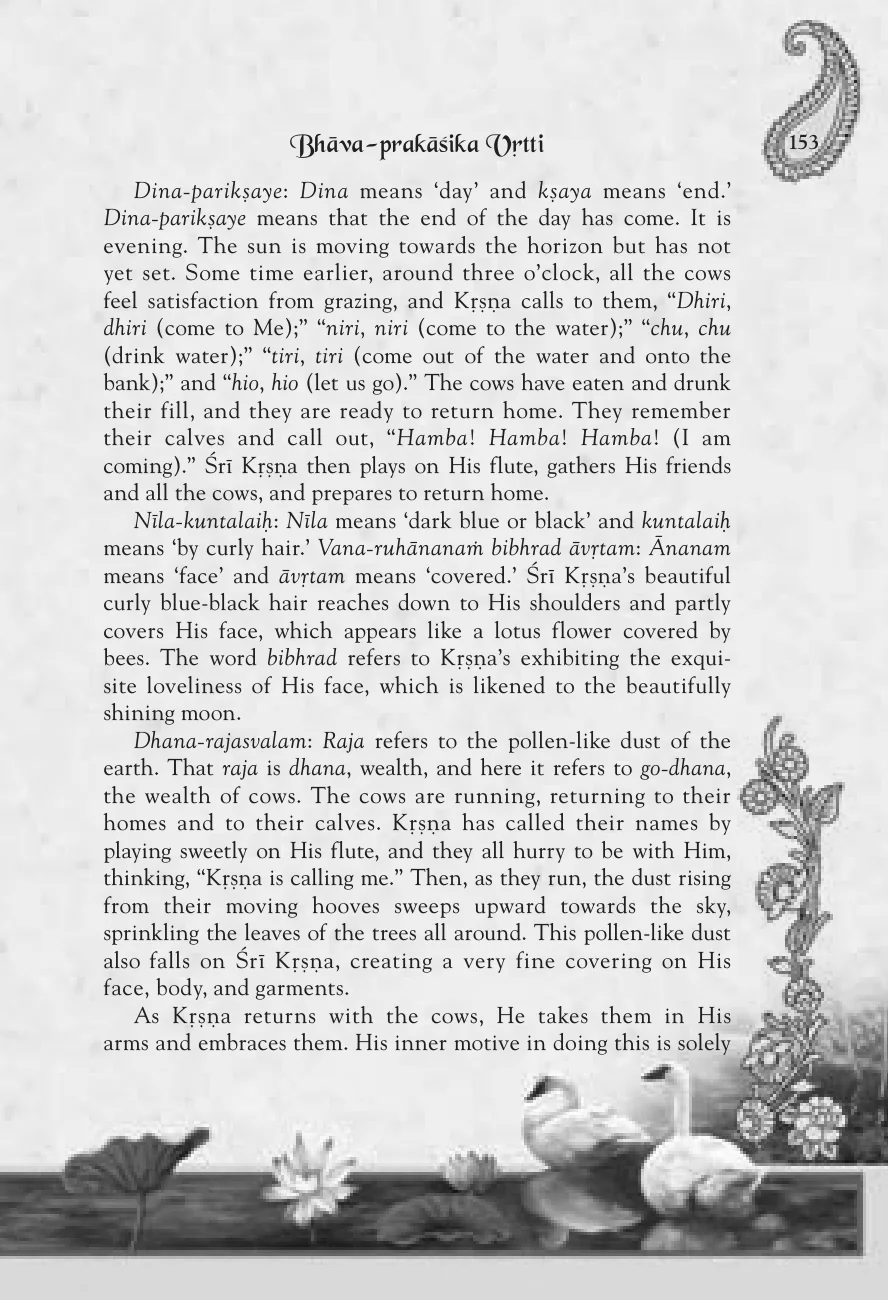 Bhāva-prakāśika Vṛtti
153
Dina-parikṣaye: Dina means ‘day’ and kṣaya means ‘end.’
Dina-parikṣaye means that the end of the day has come. It is
evening. The sun is moving towards the horizon but has not
yet set. Some time earlier, around three o’clock, all the cows
feel satisfaction from grazing, and Kṛṣṇa calls to them, “Dhiri,
dhiri (come to Me);” “niri, niri (come to the water);” “chu, chu
(drink water);” “tiri, tiri (come out of the water and onto the
bank);” and “hio, hio (let us go).” The cows have eaten and drunk
their fill, and they are ready to return home. They remember
their calves and call out, “Hamba! Hamba! Hamba! (I am
coming).” Śrī Kṛṣṇa then plays on His flute, gathers His friends
and all the cows, and prepares to return home.
Nīla-kuntalaiḥ: Nīla means ‘dark blue or black’ and kuntalaiḥ
means ‘by curly hair.’ Vana-ruhānanaṁ bibhrad āvṛtam: Ānanam
means ‘face’ and āvṛtam means ‘covered.’ Śrī Kṛṣṇa’s beautiful
curly blue-black hair reaches down to His shoulders and partly
covers His face, which appears like a lotus flower covered by
bees. The word bibhrad refers to Kṛṣṇa’s exhibiting the exqui-
site loveliness of His face, which is likened to the beautifully
shining moon.
Dhana-rajasvalam: Raja refers to the pollen-like dust of the
earth. That raja is dhana, wealth, and here it refers to go-dhana,
the wealth of cows. The cows are running, returning to their
homes and to their calves. Kṛṣṇa has called their names by
playing sweetly on His flute, and they all hurry to be with Him,
thinking, “Kṛṣṇa is calling me.” Then, as they run, the dust rising
from their moving hooves sweeps upward towards the sky,
sprinkling the leaves of the trees all around. This pollen-like dust
also falls on Śrī Kṛṣṇa, creating a very fine covering on His
face, body, and garments.
As Kṛṣṇa returns with the cows, He takes them in His
arms and embraces them. His inner motive in doing this is solely